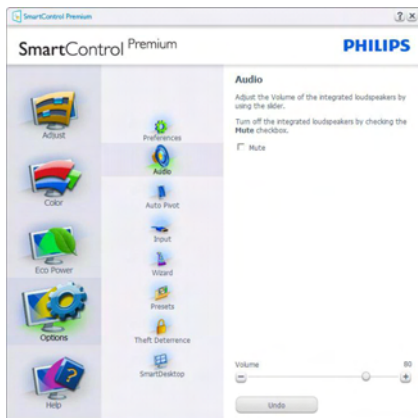 SmartControl Premium
SmartControl Premium
PHILIPS
Adjust
Color
Eco Power
Options
Help
Preferences
Audio
Auto Pivot
Input
Wizard
Presets
Theft Deterrence
SmartDesktop
Audio
Adjust the Volume of the integrated loudspeakers by
using the slider.
Turn off the integrated loudspeakers by checking the
Mute checkbox.
Mute
Volume
80
Undo